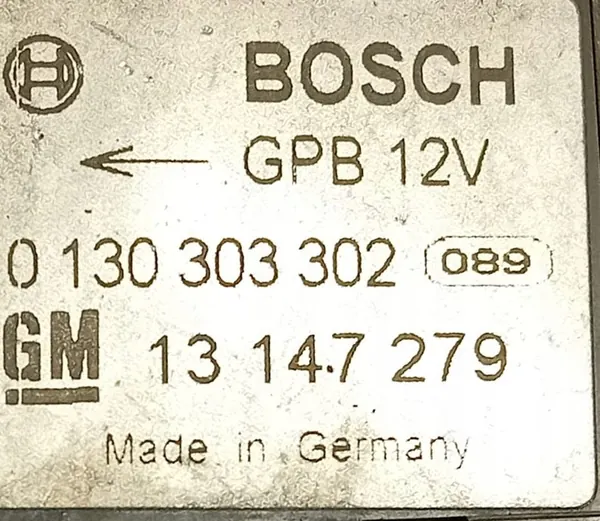 BOSCH
GPB 12V
0 130 303 302 089
GM 13 147 279
Made in Germany